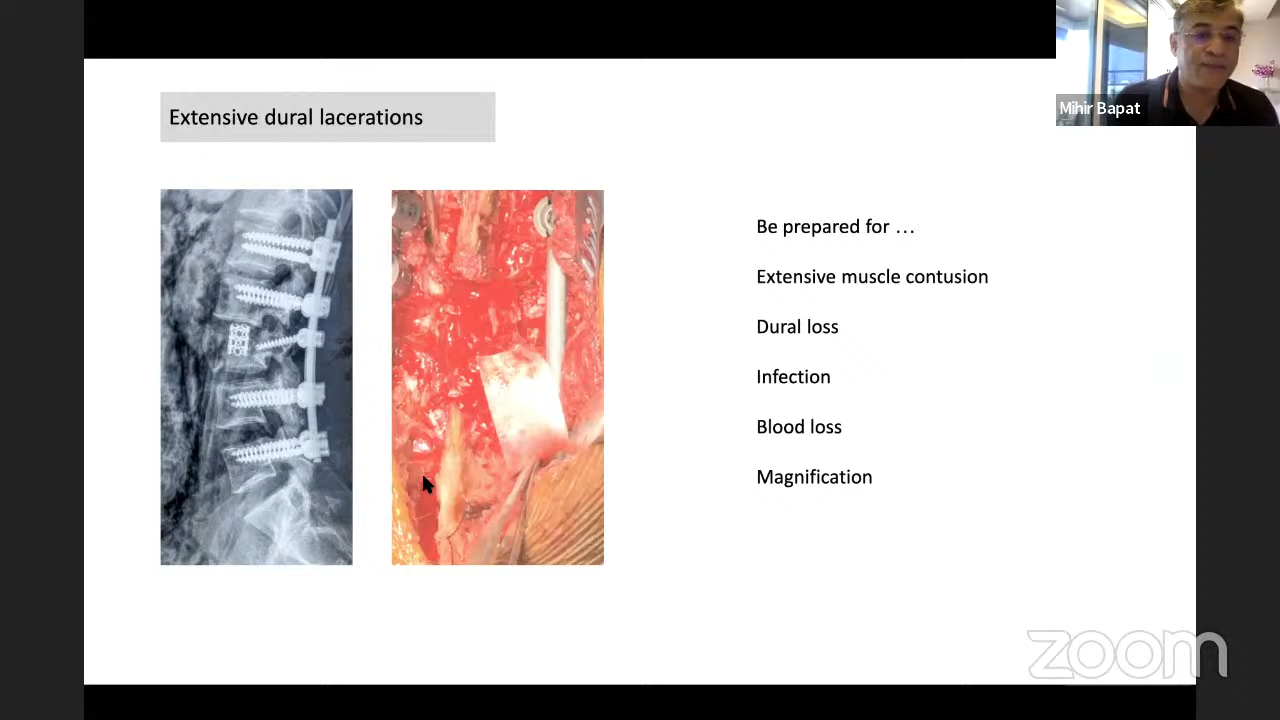 Mihir Bapat
Extensive dural lacerations
Be prepared for …
Extensive muscle contusion
Dural loss
Infection
Blood loss
Magnification
zoom